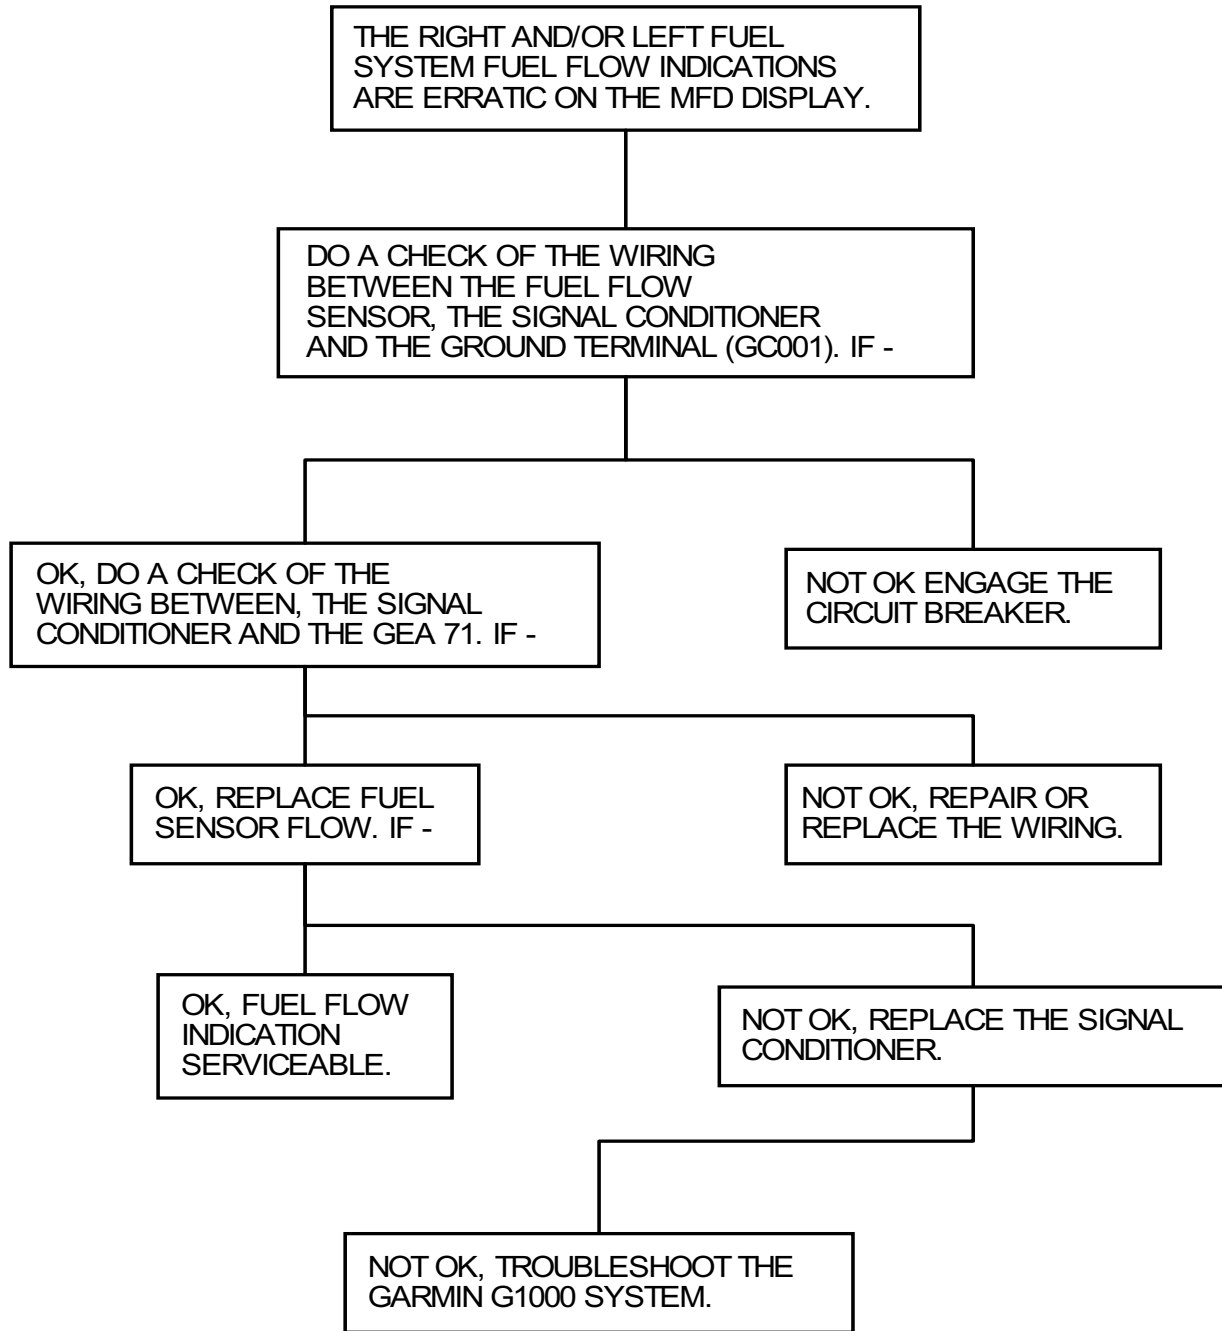 THE RIGHT AND/OR LEFT FUEL
SYSTEM FUEL FLOW INDICATIONS
ARE ERRATIC ON THE MFD DISPLAY.
DO A CHECK OF THE WIRING
BETWEEN THE FUEL FLOW
SENSOR, THE SIGNAL CONDITIONER
AND THE GROUND TERMINAL (GC001). IF -
OK, DO A CHECK OF THE
WIRING BETWEEN, THE SIGNAL
CONDITIONER AND THE GEA 71. IF -
NOT OK ENGAGE THE
CIRCUIT BREAKER.
OK, REPLACE FUEL
SENSOR FLOW. IF -
NOT OK, REPAIR OR
REPLACE THE WIRING.
OK, FUEL FLOW
INDICATION
SERVICEABLE.
NOT OK, REPLACE THE SIGNAL
CONDITIONER.
NOT OK, TROUBLESHOOT THE
GARMIN G1000 SYSTEM.